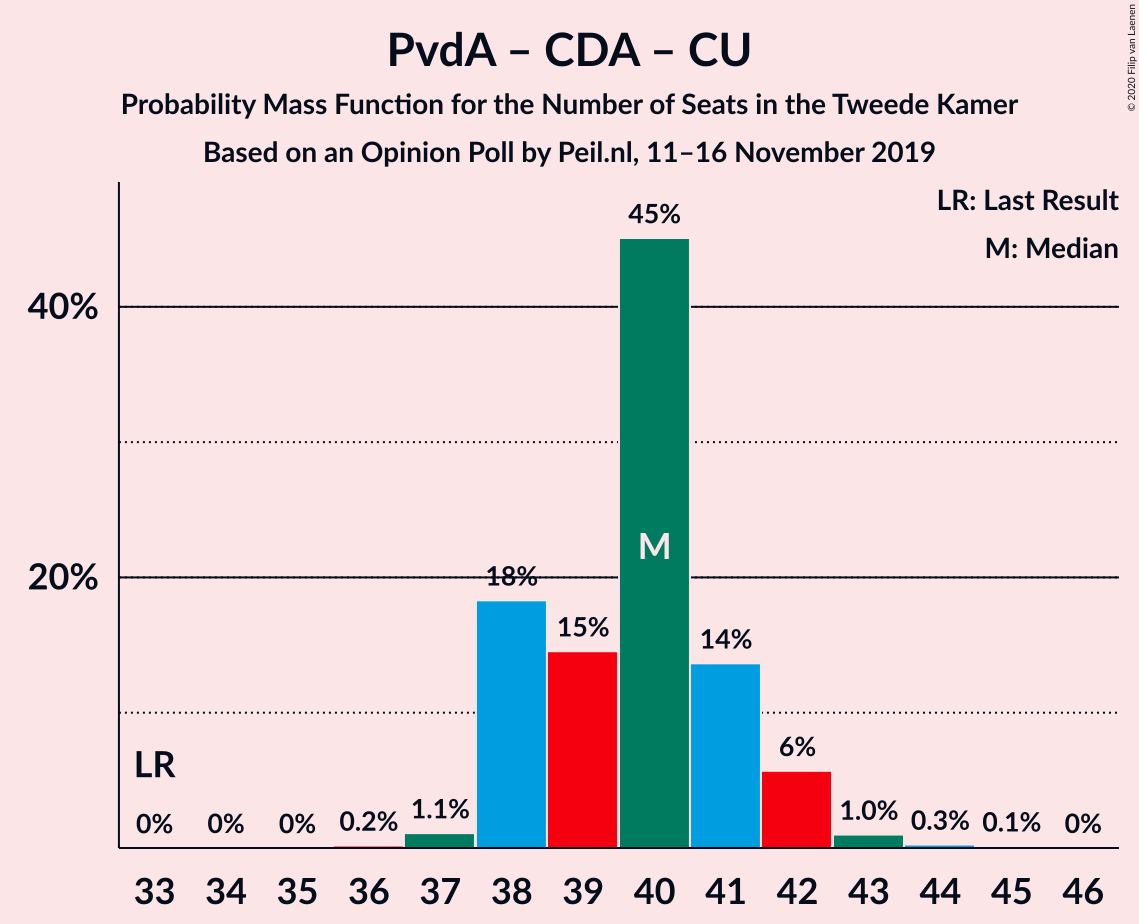 PvdA – CDA – CU
Probability Mass Function for the Number of Seats in the Tweede Kamer
Based on an Opinion Poll by Peil.nl, 11–16 November 2019
© 2020 Filip van Laenen
LR: Last Result
M: Median
45%
40%
M
20%
18%
15%
14%
6%
LR
0% 0% 0% 0.2% 1.1% 1.0% 0.3% 0.1% 0%
33 34 35 36 37 38 39 40 41 42 43 44 45 46